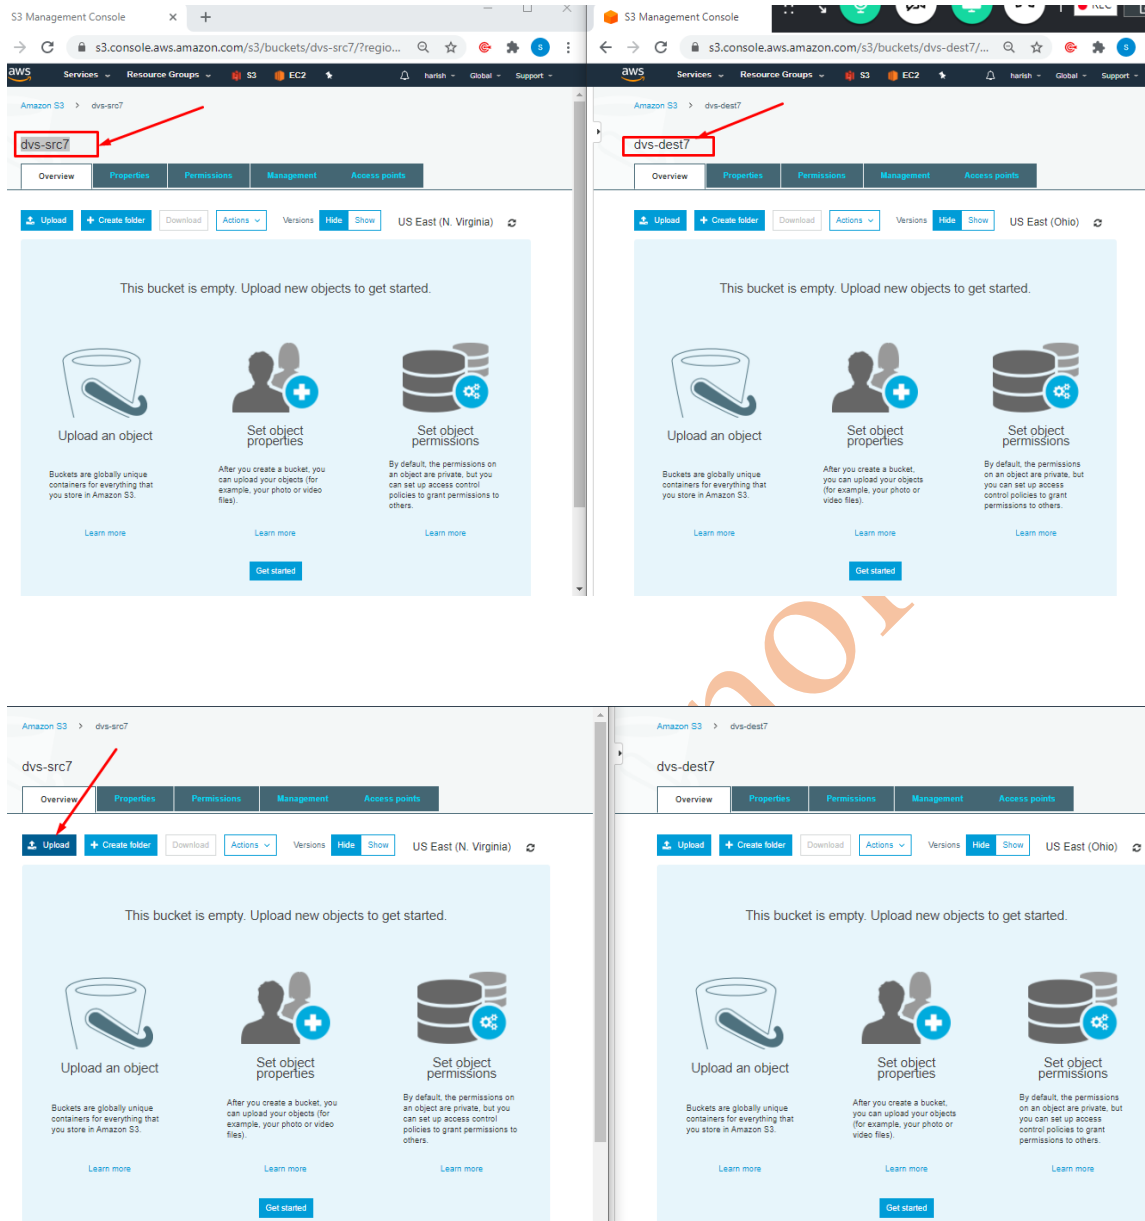 S3 Management Console
s3.console.aws.amazon.com/s3/buckets/dvs-src7/?regio...
S
aws Services Resource Groups S3 EC2 harish Global Support
Amazon S3 > dvs-src7
dvs-src7
Overview Properties Permissions Management Access points
Upload + Create folder Download Actions Versions Hide Show US East (N. Virginia)
This bucket is empty. Upload new objects to get started.
Upload an object
Buckets are globally unique
containers for everything that
you store in Amazon S3.
Learn more
Set object
properties
After you create a bucket, you
can upload your objects (for
example, your photo or video
files).
Learn more
Set object
permissions
By default, the permissions on
an object are private, but you
can set up access control
policies to grant permissions to
others.
Learn more
Get started
S3 Management Console
REC
s3.console.aws.amazon.com/s3/buckets/dvs-dest7/...
S
aws Services Resource Groups S3 EC2 harish Global Support
Amazon S3 > dvs-dest7
dvs-dest7
Overview Properties Permissions Management Access points
Upload + Create folder Download Actions Versions Hide Show US East (Ohio)
This bucket is empty. Upload new objects to get started.
Upload an object
Buckets are globally unique
containers for everything that
you store in Amazon S3.
Learn more
Set object
properties
After you create a bucket,
you can upload your objects
(for example, your photo or
video files).
Learn more
Set object
permissions
By default, the permissions
on an object are private, but
you can set up access
control policies to grant
permissions to others.
Learn more
Get started
Amazon S3 > dvs-src7
dvs-src7
Overview Properties Permissions Management Access points
Upload + Create folder Download Actions Versions Hide Show US East (N. Virginia)
This bucket is empty. Upload new objects to get started.
Upload an object
Buckets are globally unique
containers for everything that
you store in Amazon S3.
Learn more
Set object
properties
After you create a bucket, you
can upload your objects (for
example, your photo or video
files).
Learn more
Set object
permissions
By default, the permissions on
an object are private, but you
can set up access control
policies to grant permissions to
others.
Learn more
Get started
Amazon S3 > dvs-dest7
dvs-dest7
Overview Properties Permissions Management Access points
Upload + Create folder Download Actions Versions Hide Show US East (Ohio)
This bucket is empty. Upload new objects to get started.
Upload an object
Buckets are globally unique
containers for everything that
you store in Amazon S3.
Learn more
Set object
properties
After you create a bucket,
you can upload your objects
(for example, your photo or
video files).
Learn more
Set object
permissions
By default, the permissions
on an object are private, but
you can set up access
control policies to grant
permissions to others.
Learn more
Get started